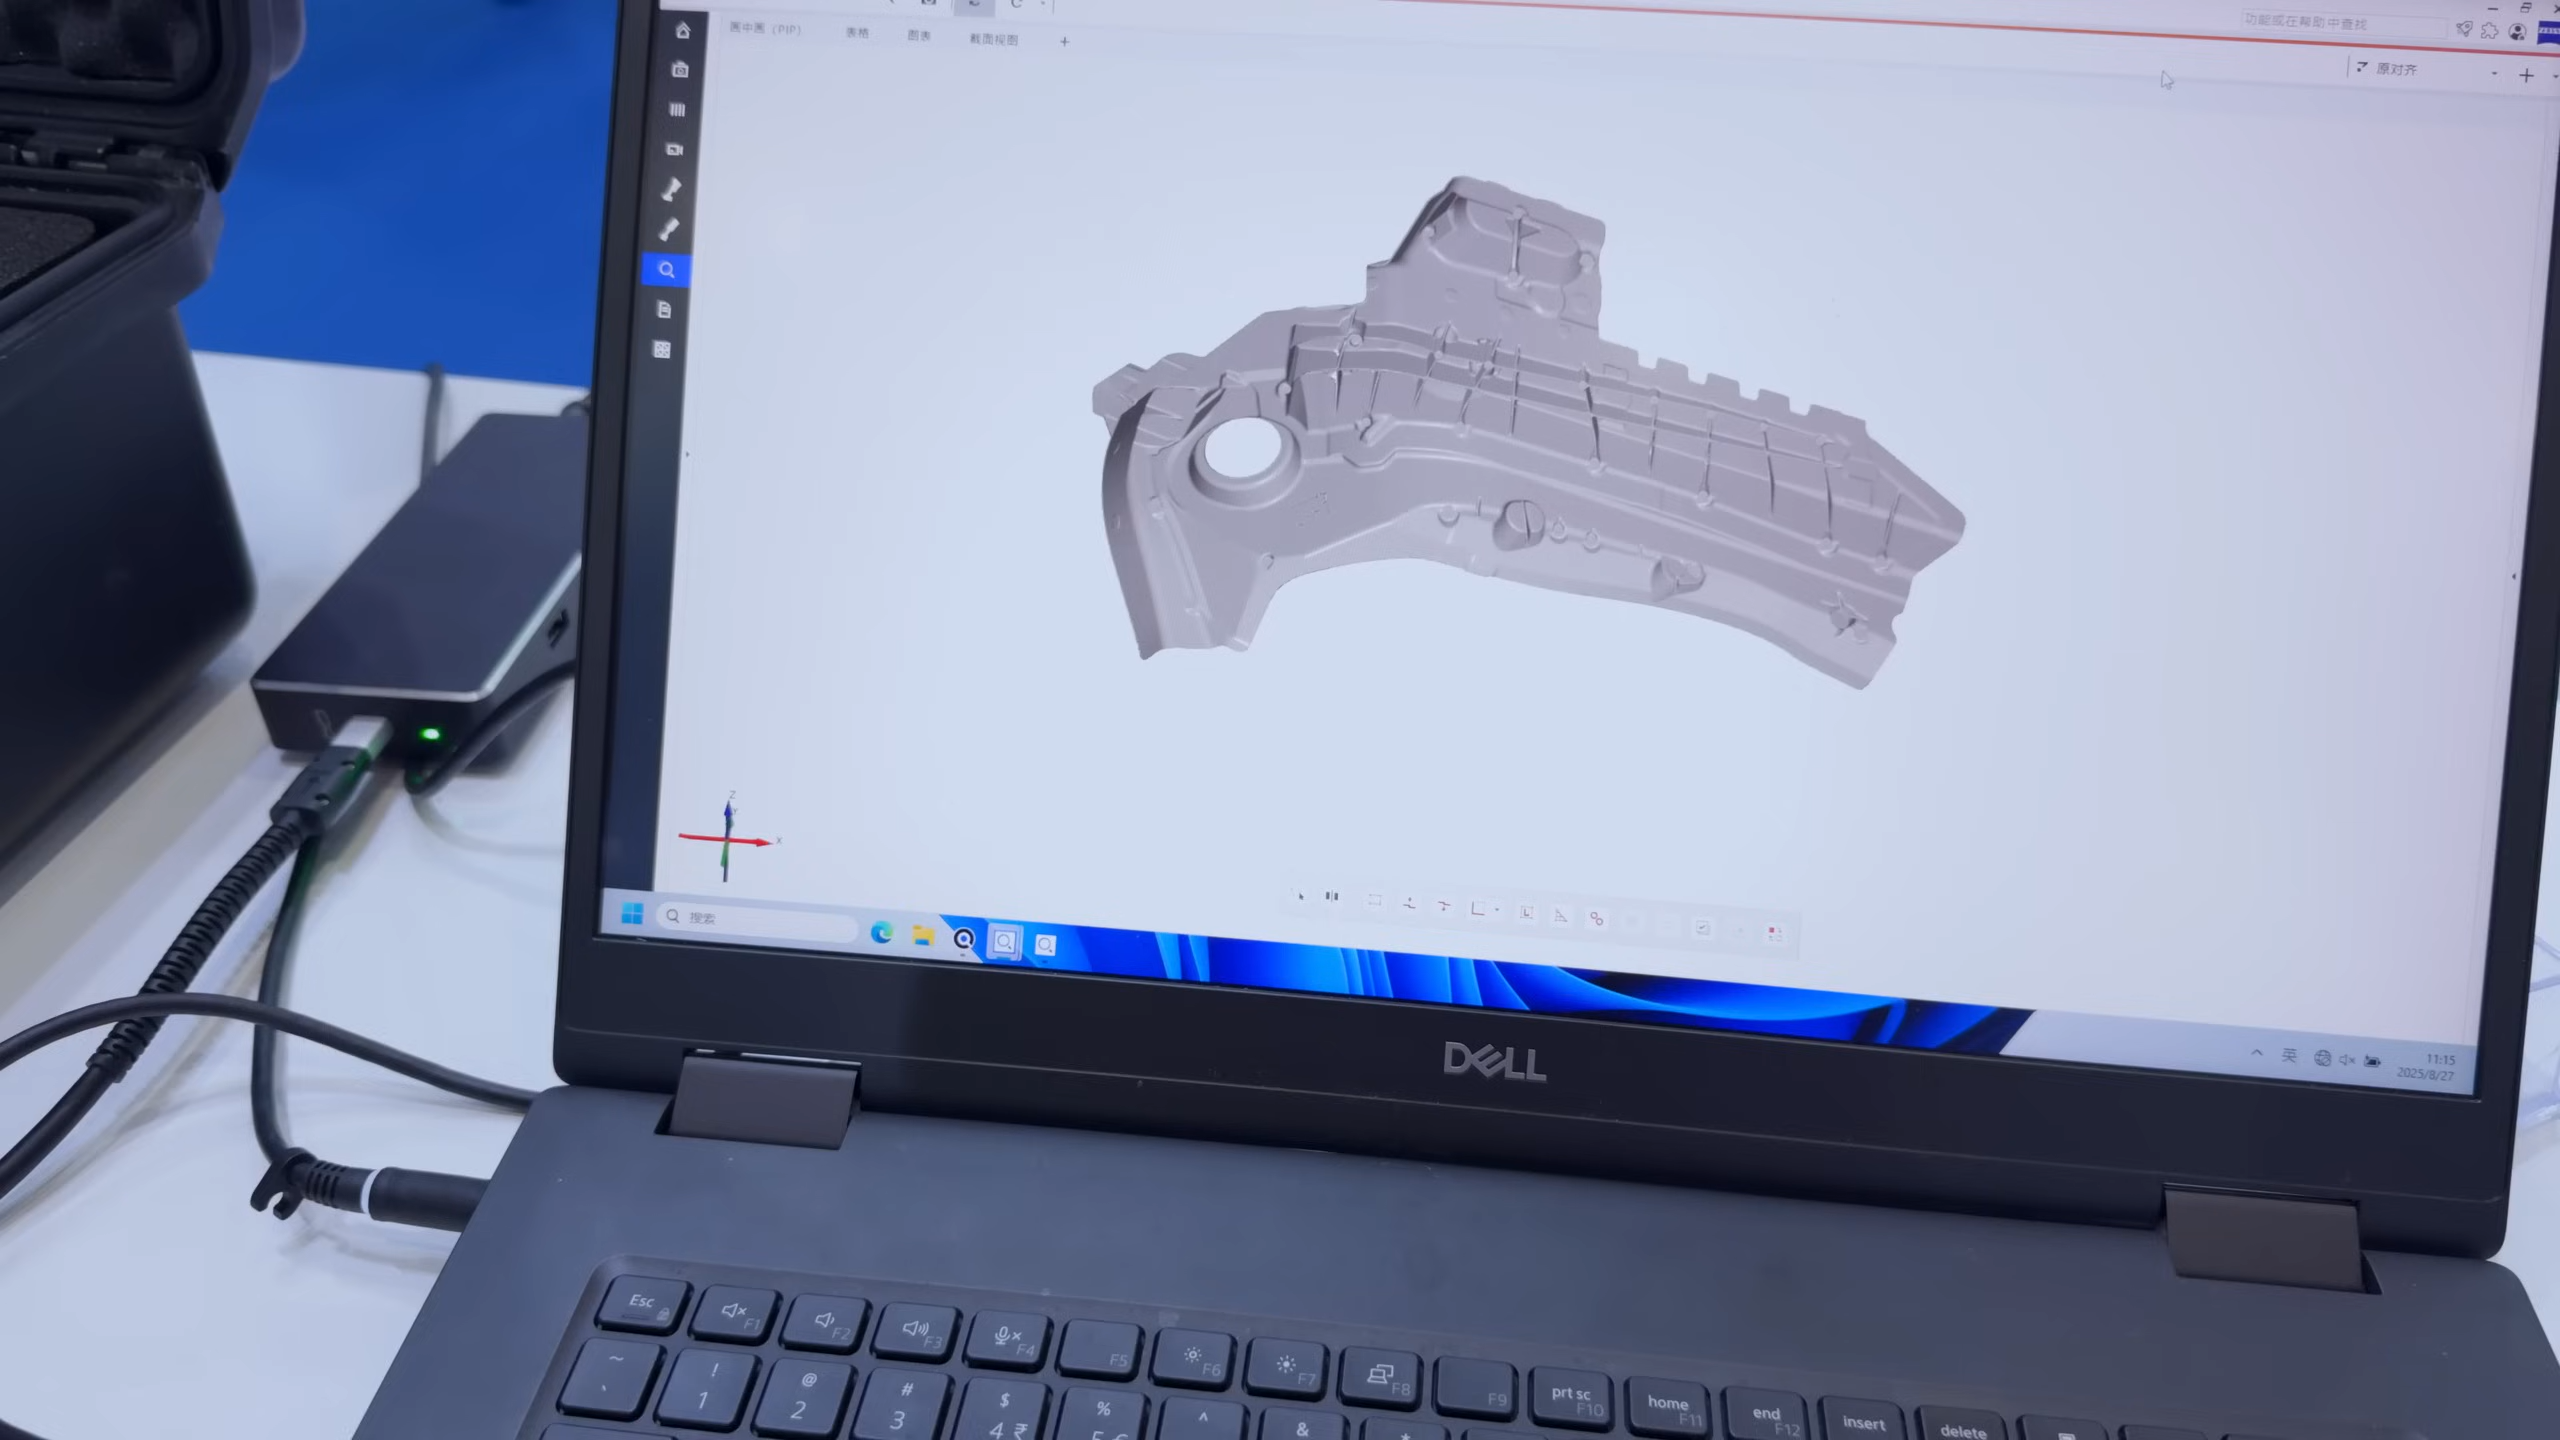 功能或在帮助中查找
画中画（PIP） 表格 图表 截面视图 +
原对齐
Z
Y
X
搜索
英
11:15
2025/8/27
DELL
Esc F1 F2 F3 F4 F5 F6 F7 F8 F9 prt sc F10 home F11 end F12 insert delete
~ ` ! 1 @ 2 # 3 $ 4 ₹ % 5 € ^ & *